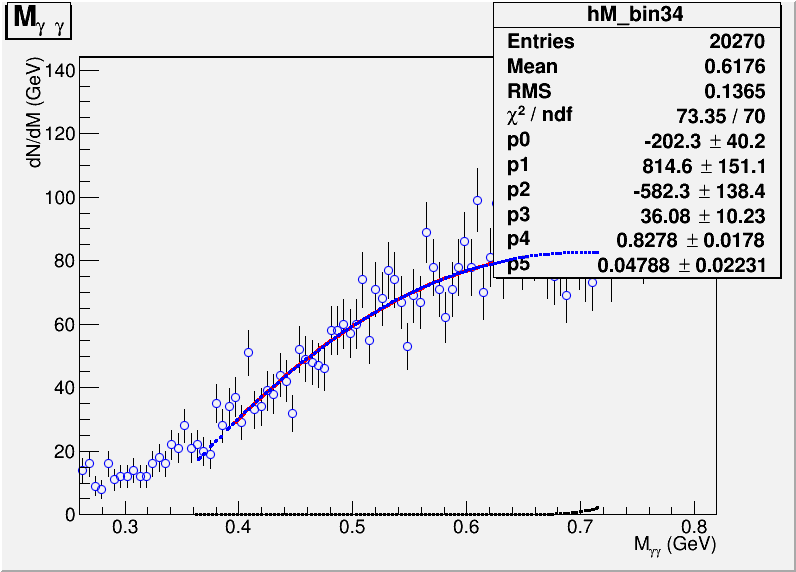 M γ γ
hM_bin34
Entries 20270
Mean 0.6176
RMS 0.1365
χ² / ndf 73.35 / 70
p0 -202.3 ± 40.2
p1 814.6 ± 151.1
p2 -582.3 ± 138.4
p3 36.08 ± 10.23
p4 0.8278 ± 0.0178
p5 0.04788 ± 0.02231
dN/dM (GeV)
140
120
100
80
60
40
20
0
0.3 0.4 0.5 0.6 0.7 0.8
Mγγ (GeV)